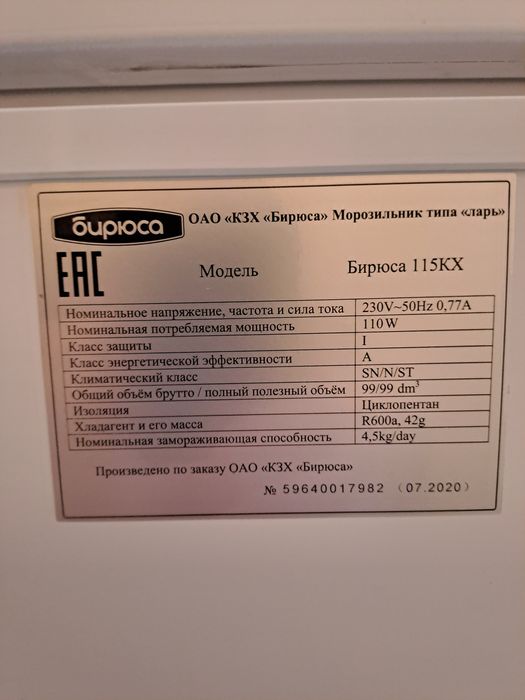 бирюса
ОАО «КЗХ «Бирюса» Морозильник типа «ларь»
EAC Модель Бирюса 115КХ
Номинальное напряжение, частота и сила тока 230V~50Hz 0,77A
Номинальная потребляемая мощность 110W
Класс защиты I
Класс энергетической эффективности A
Климатический класс SN/N/ST
Общий объём брутто / полный полезный объём 99/99 dm³
Изоляция Циклопентан
Хладагент и его масса R600a, 42g
Номинальная замораживающая способность 4,5kg/day
Произведено по заказу ОАО «КЗХ «Бирюса»
№ 59640017982 (07.2020)